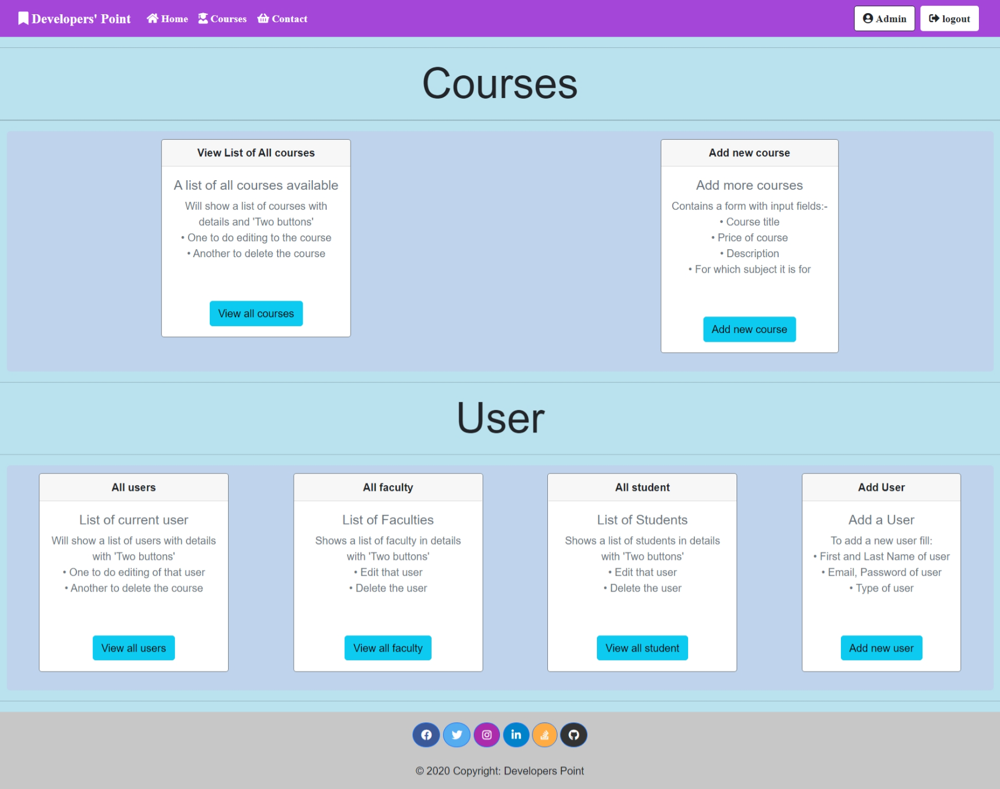 Developers' Point Home Courses Contact Admin logout
Courses
View List of All courses
A list of all courses available
Will show a list of courses with
details and 'Two buttons'
• One to do editing to the course
• Another to delete the course
View all courses
Add new course
Add more courses
Contains a form with input fields:-
• Course title
• Price of course
• Description
• For which subject it is for
Add new course
User
All users
List of current user
Will show a list of users with details
with 'Two buttons'
• One to do editing of that user
• Another to delete the course
View all users
All faculty
List of Faculties
Shows a list of faculty in details
with 'Two buttons'
• Edit that user
• Delete the user
View all faculty
All student
List of Students
Shows a list of students in details
with 'Two buttons'
• Edit that user
• Delete the user
View all student
Add User
Add a User
To add a new user fill:
• First and Last Name of user
• Email, Password of user
• Type of user
Add new user
© 2020 Copyright: Developers Point